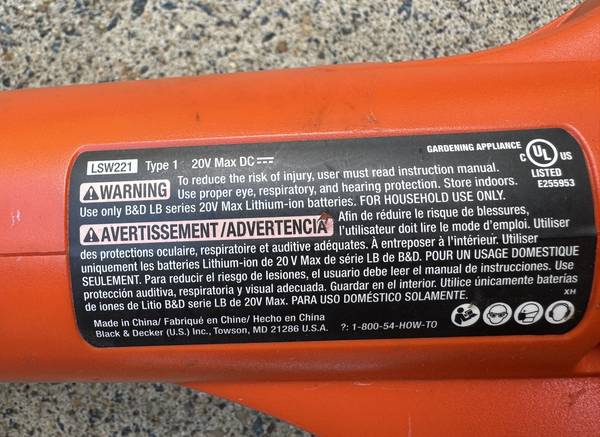 LSW221 Type 1 20V Max DC
GARDENING APPLIANCE
C UL US
LISTED
E255953
WARNING To reduce the risk of injury, user must read instruction manual.
Use proper eye, respiratory, and hearing protection. Store indoors.
Use only B&D LB series 20V Max Lithium-ion batteries. FOR HOUSEHOLD USE ONLY.
AVERTISSEMENT/ADVERTENCIA Afin de réduire le risque de blessures,
l'utilisateur doit lire le mode d'emploi. Utiliser
des protections oculaire, respiratoire et auditive adéquates. À entreposer à l'intérieur. Utiliser
uniquement les batteries Lithium-ion de 20 V Max de série LB de B&D. POUR UN USAGE DOMESTIQUE
SEULEMENT. Para reducir el riesgo de lesiones, el usuario debe leer el manual de instrucciones. Use
protección auditiva, respiratoria y visual adecuada. Guardar en el interior. Utilice únicamente baterías
de iones de Litio B&D serie LB de 20V Max. PARA USO DOMÉSTICO SOLAMENTE.
XH
Made in China/ Fabriqué en Chine/ Hecho en China
Black & Decker (U.S.) Inc., Towson, MD 21286 U.S.A. ?: 1-800-54-HOW-TO